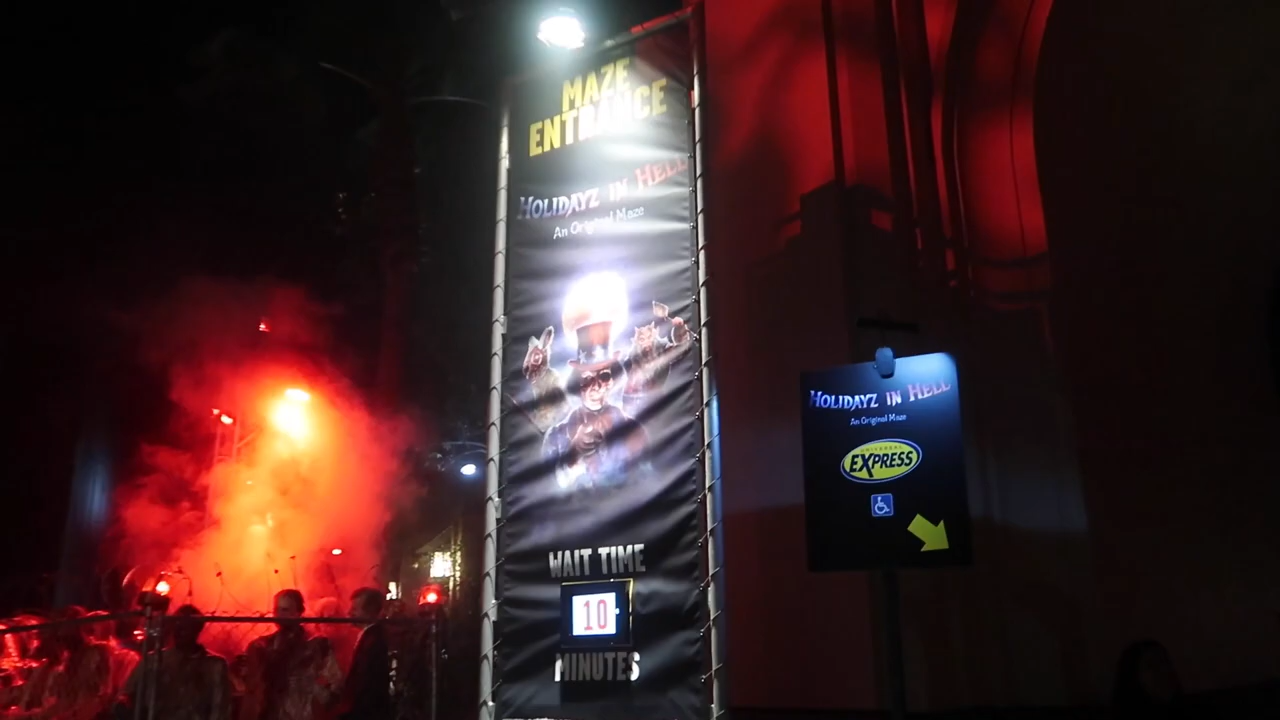 MAZE
ENTRANCE
HOLIDAYZ IN HELL
An Original Maze
WAIT TIME
10
MINUTES
HOLIDAYZ IN HELL
An Original Maze
UNIVERSAL
EXPRESS